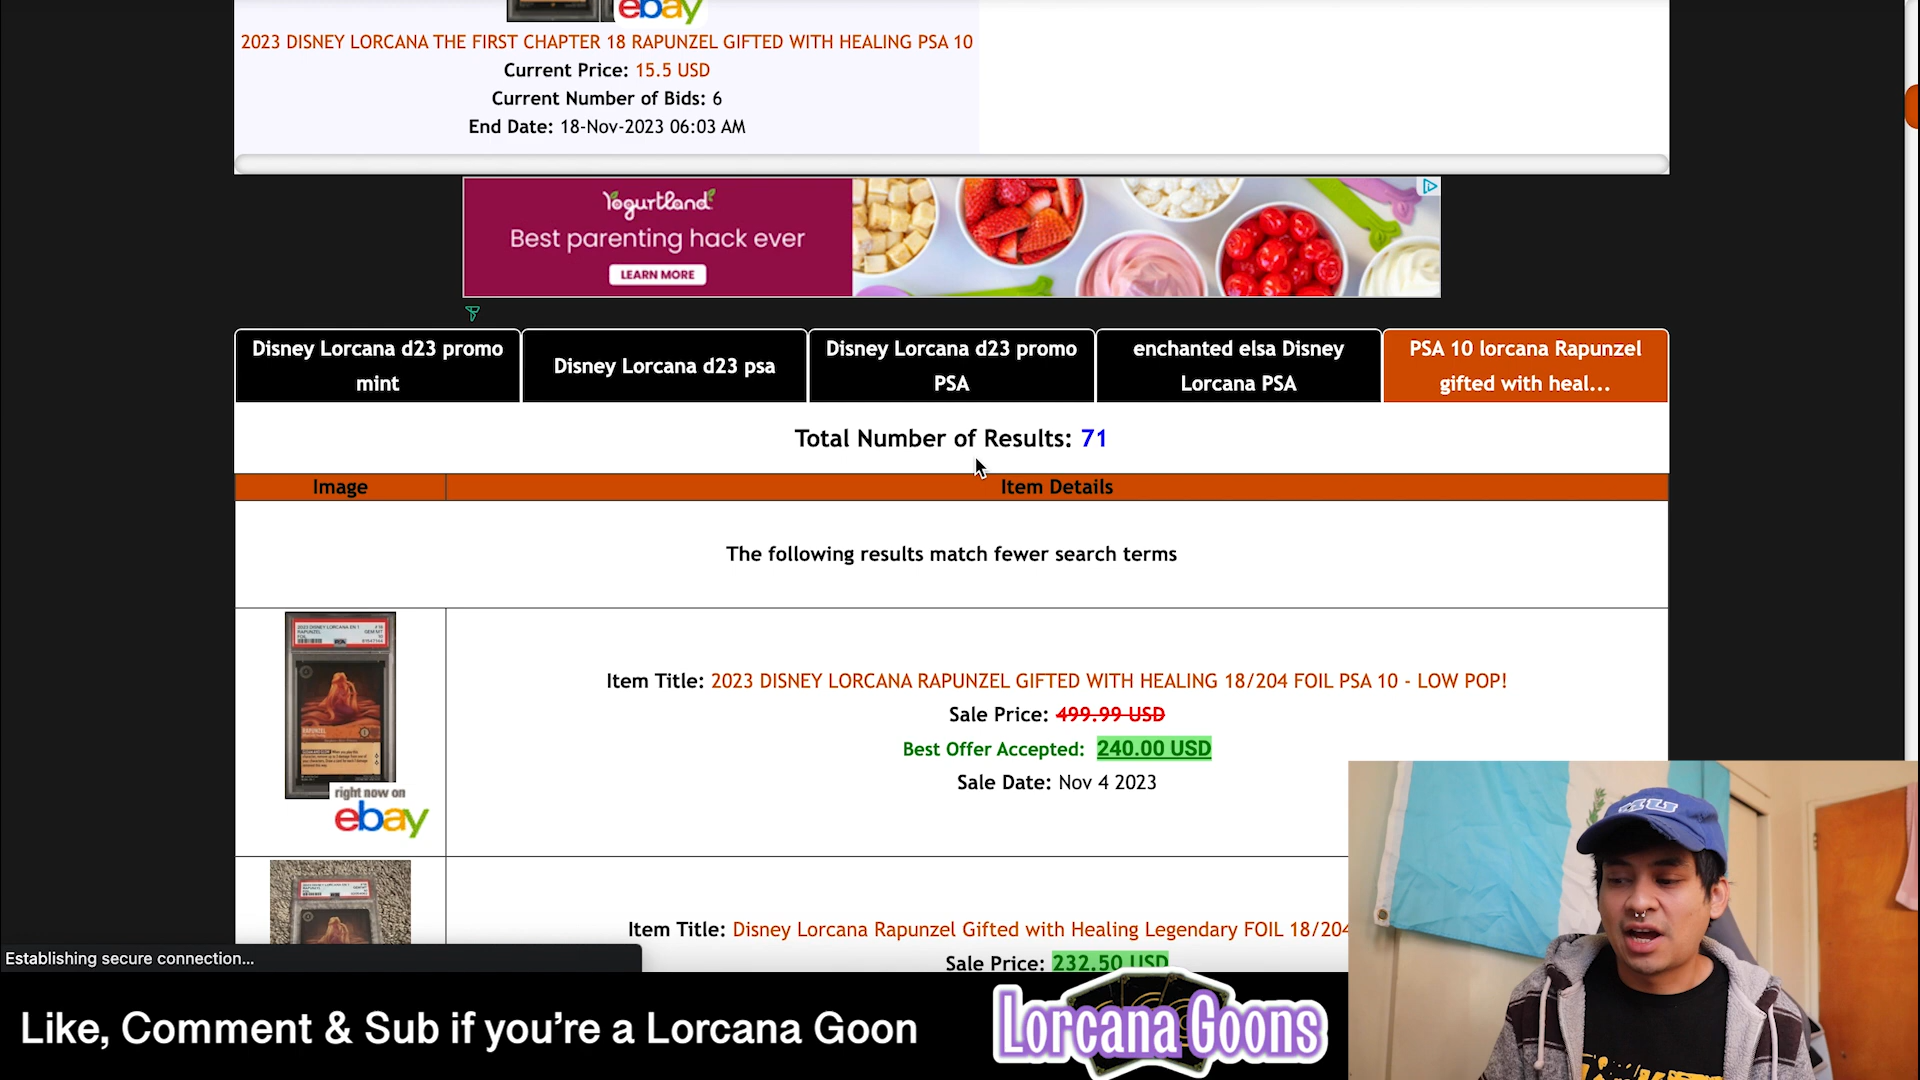 ebay
2023 DISNEY LORCANA THE FIRST CHAPTER 18 RAPUNZEL GIFTED WITH HEALING PSA 10
Current Price: 15.5 USD
Current Number of Bids: 6
End Date: 18-Nov-2023 06:03 AM
Yogurtland
Best parenting hack ever
LEARN MORE
Disney Lorcana d23 promo
mint
Disney Lorcana d23 psa
Disney Lorcana d23 promo
PSA
enchanted elsa Disney
Lorcana PSA
PSA 10 lorcana Rapunzel
gifted with heal...
Total Number of Results: 71
Image
Item Details
The following results match fewer search terms
RAPUNZEL
Item Title: 2023 DISNEY LORCANA RAPUNZEL GIFTED WITH HEALING 18/204 FOIL PSA 10 - LOW POP!
Sale Price: 499.99 USD
Best Offer Accepted: 240.00 USD
Sale Date: Nov 4 2023
right now on
ebay
Item Title: Disney Lorcana Rapunzel Gifted with Healing Legendary FOIL 18/204
Sale Price: 232.50 USD
Establishing secure connection...
Like, Comment & Sub if you're a Lorcana Goon
Lorcana Goons
MU